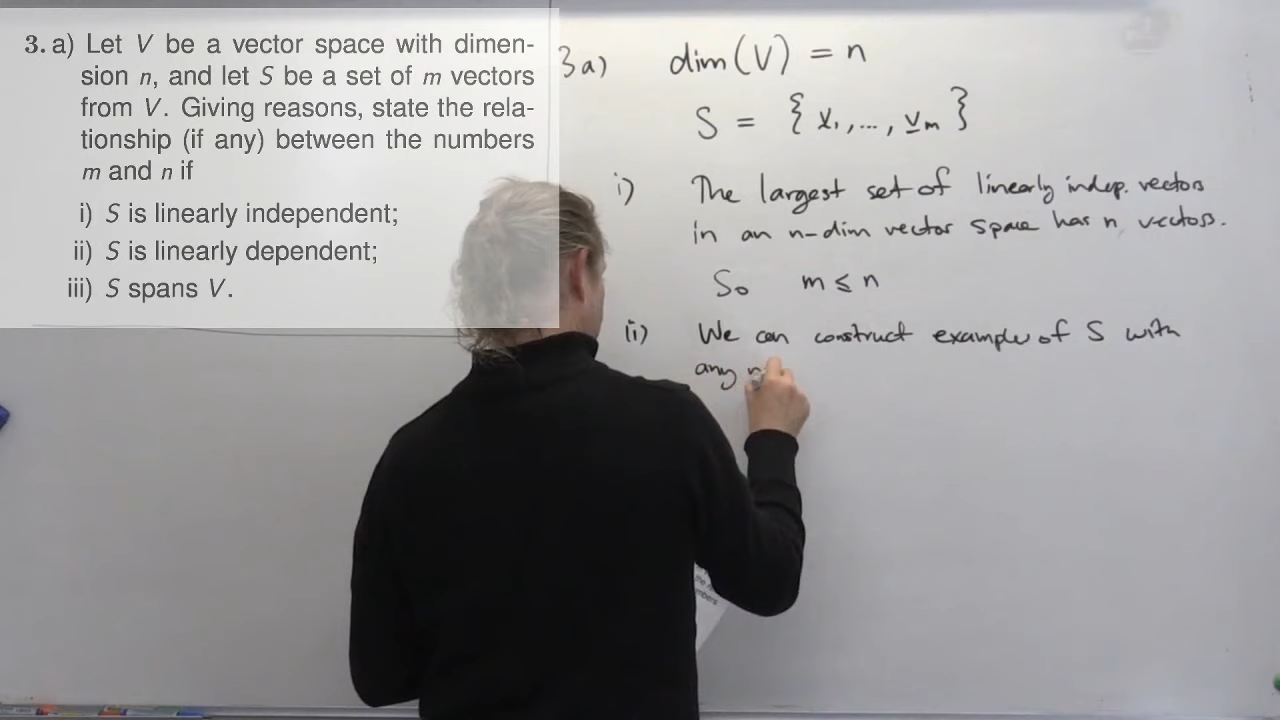 3. a) Let V be a vector space with dimen-
sion n, and let S be a set of m vectors
from V. Giving reasons, state the rela-
tionship (if any) between the numbers
m and n if
i) S is linearly independent;
ii) S is linearly dependent;
iii) S spans V.
3a) dim(V) = n
S = { v₁,..., vₘ }
i) The largest set of linearly indep. vectors
in an n-dim vector space has n vectors.
So m ≤ n
ii) We can construct example of S with
any